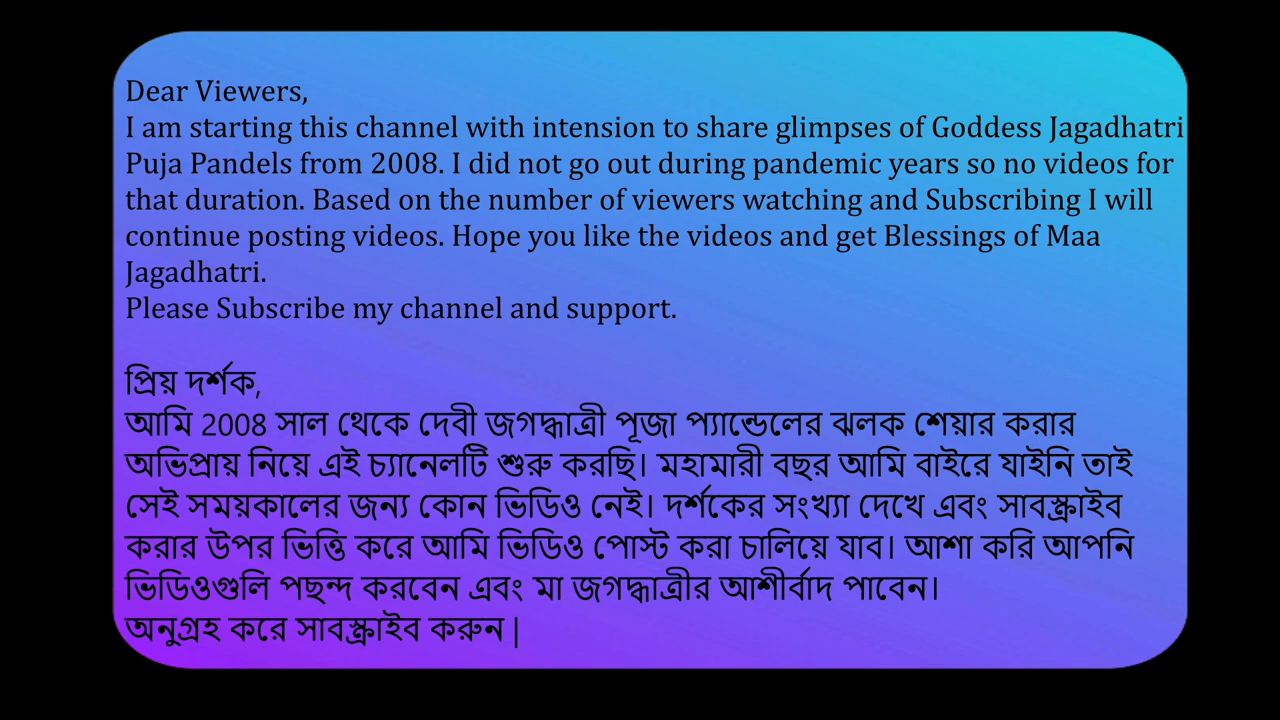 Dear Viewers,
I am starting this channel with intension to share glimpses of Goddess Jagadhatri
Puja Pandels from 2008. I did not go out during pandemic years so no videos for
that duration. Based on the number of viewers watching and Subscribing I will
continue posting videos. Hope you like the videos and get Blessings of Maa
Jagadhatri.
Please Subscribe my channel and support.
প্রিয় দর্শক,
আমি 2008 সাল থেকে দেবী জগদ্ধাত্রী পূজা প্যান্ডেলের ঝলক শেয়ার করার
অভিপ্রায় নিয়ে এই চ্যানেলটি শুরু করছি। মহামারী বছর আমি বাইরে যাইনি তাই
সেই সময়কালের জন্য কোন ভিডিও নেই। দর্শকের সংখ্যা দেখে এবং সাবস্ক্রাইব
করার উপর ভিত্তি করে আমি ভিডিও পোস্ট করা চালিয়ে যাব। আশা করি আপনি
ভিডিওগুলি পছন্দ করবেন এবং মা জগদ্ধাত্রীর আশীর্বাদ পাবেন।
অনুগ্রহ করে সাবস্ক্রাইব করুন |